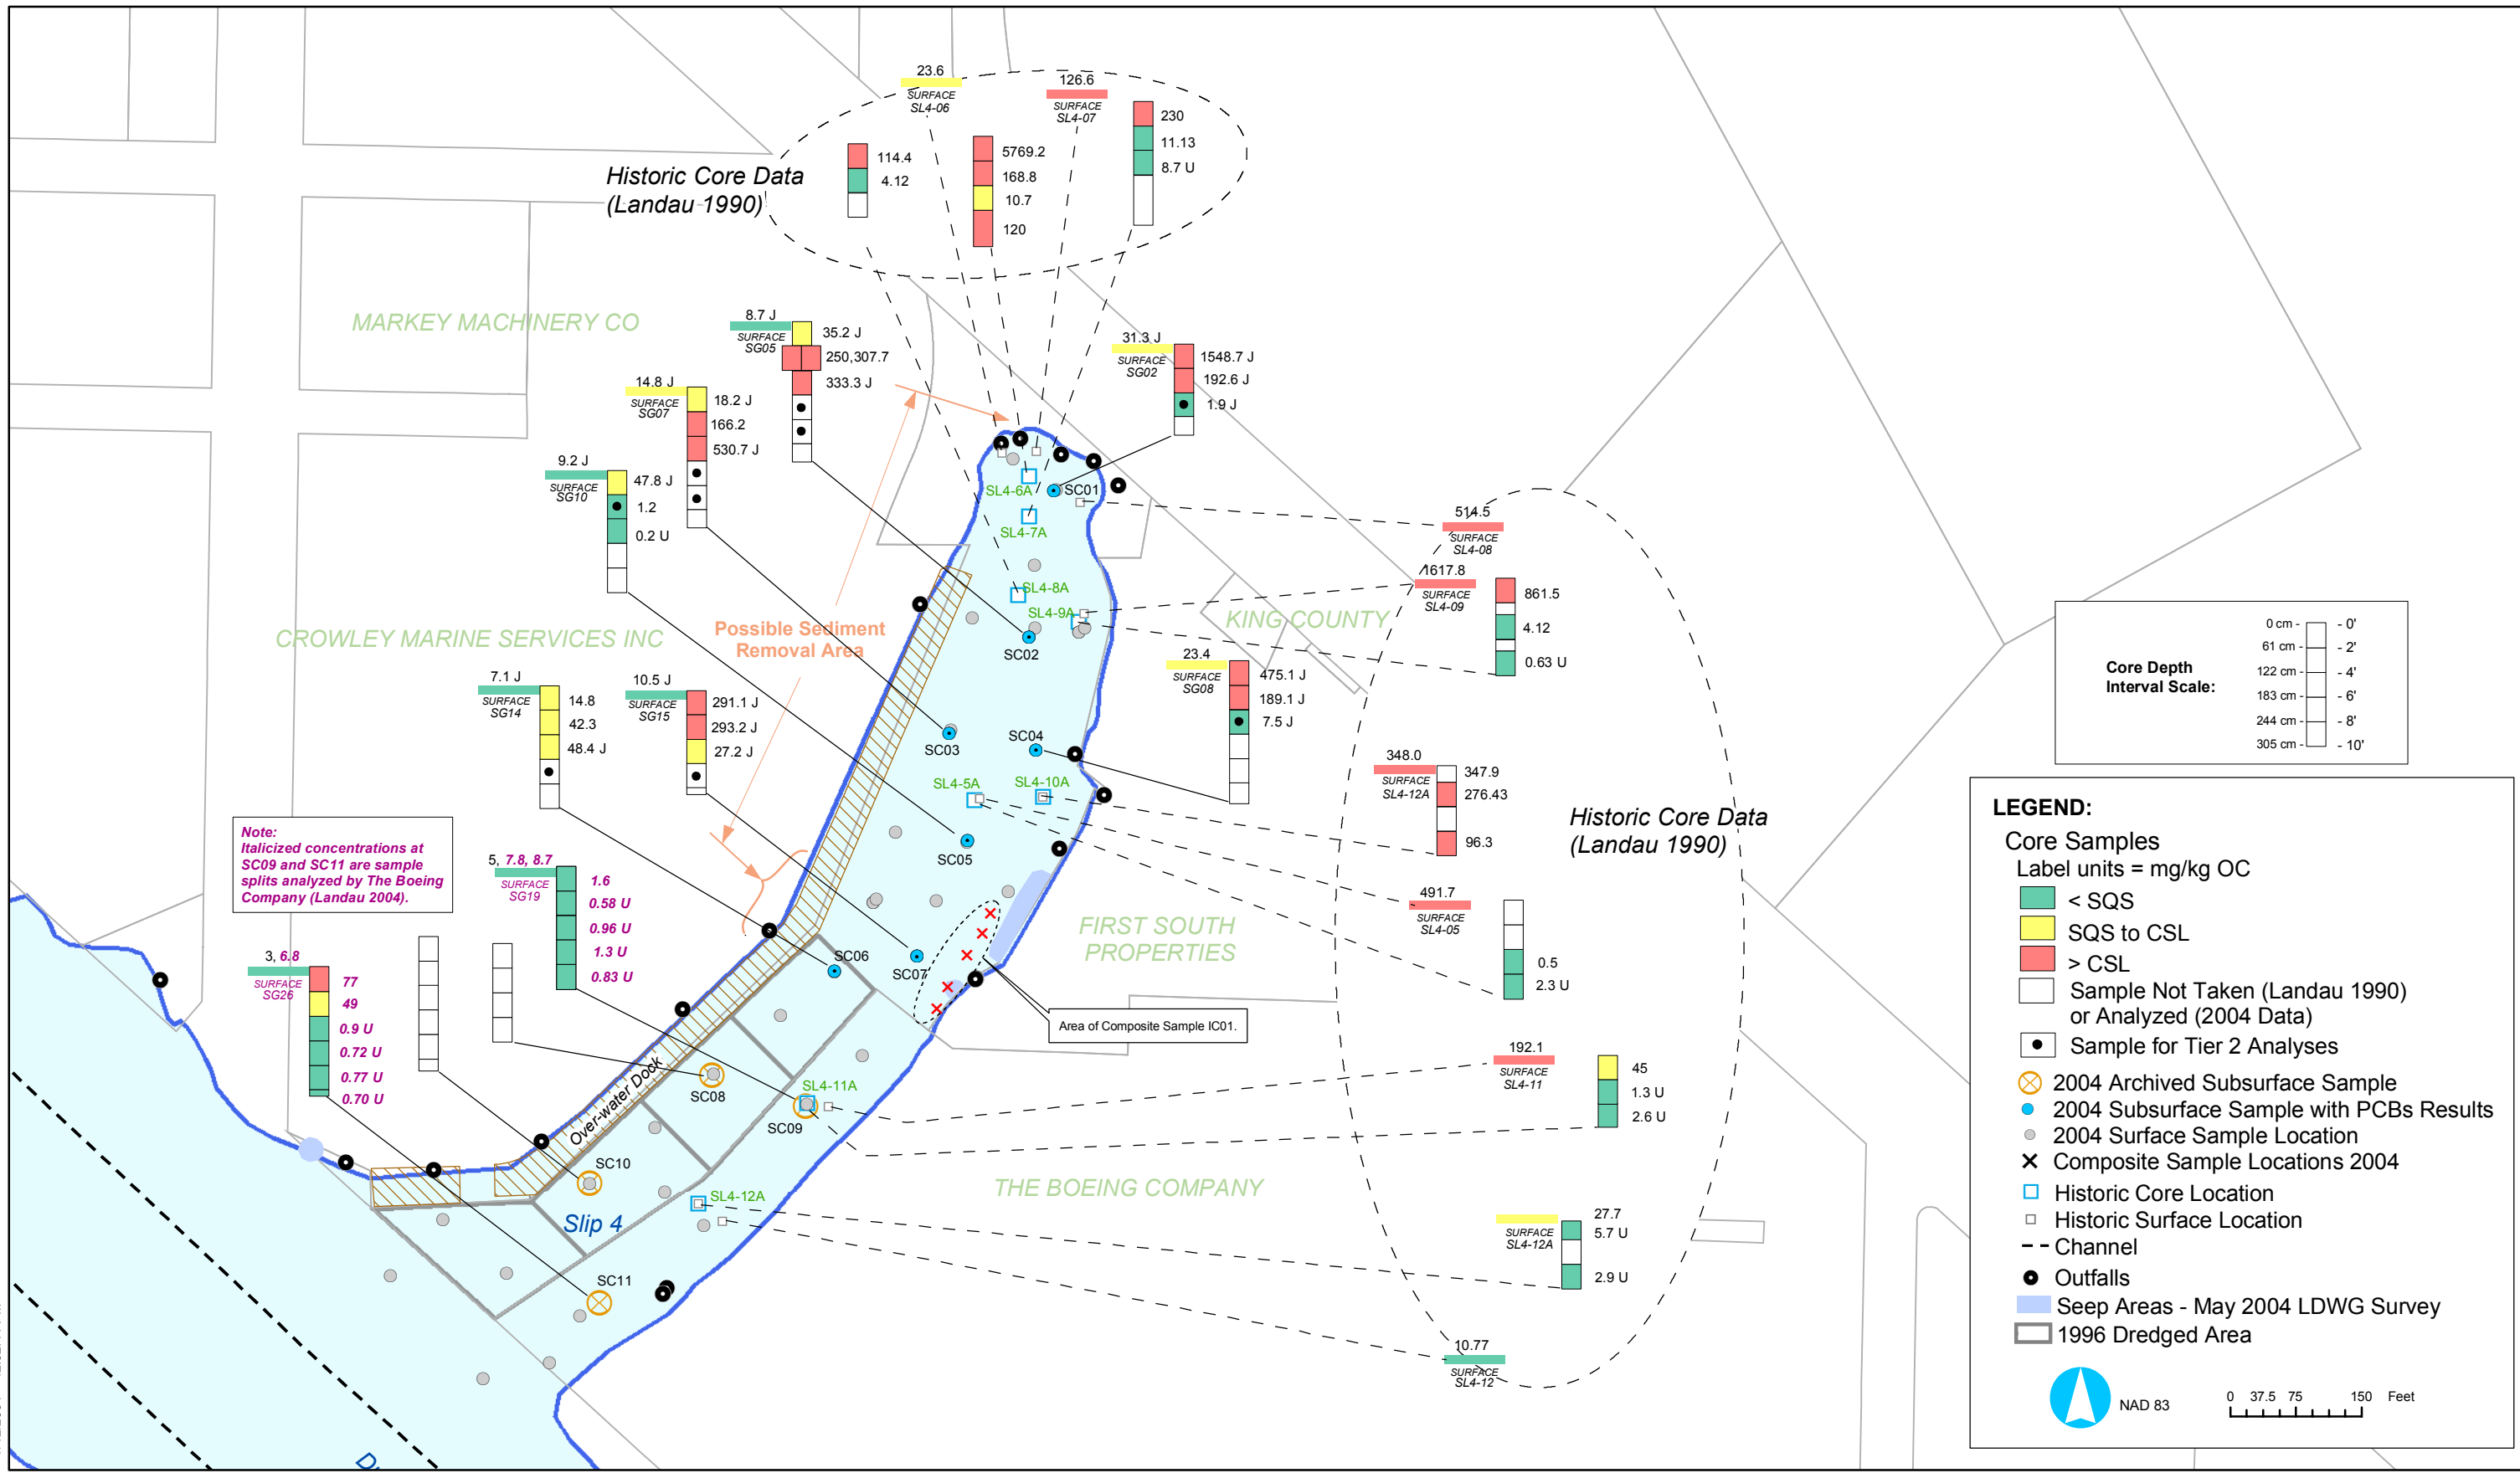 23.6
SURFACE
SL4-06
126.6
SURFACE
SL4-07
230
11.13
8.7 U
114.4
4.12
5769.2
168.8
10.7
120
Historic Core Data
(Landau 1990)
MARKEY MACHINERY CO
8.7 J
SURFACE
SG05
35.2 J
250,307.7
333.3 J
31.3 J
SURFACE
SG02
1548.7 J
192.6 J
1.9 J
14.8 J
SURFACE
SG07
18.2 J
166.2
530.7 J
9.2 J
SURFACE
SG10
47.8 J
1.2
0.2 U
SL4-6A
SC01
SL4-7A
SL4-8A
SL4-9A
SC02
514.5
SURFACE
SL4-08
1617.8
SURFACE
SL4-09
861.5
4.12
0.63 U
CROWLEY MARINE SERVICES INC
Possible Sediment
Removal Area
KING COUNTY
23.4
SURFACE
SG08
475.1 J
189.1 J
7.5 J
7.1 J
SURFACE
SG14
14.8
42.3
48.4 J
10.5 J
SURFACE
SG15
291.1 J
293.2 J
27.2 J
SC03
SC04
SL4-5A
SL4-10A
SC05
348.0
SURFACE
SL4-12A
347.9
276.43
96.3
Historic Core Data
(Landau 1990)
491.7
SURFACE
SL4-05
0.5
2.3 U
Note:
Italicized concentrations at
SC09 and SC11 are sample
splits analyzed by The Boeing
Company (Landau 2004).
5, 7.8, 8.7
SURFACE
SG19
1.6
0.58 U
0.96 U
1.3 U
0.83 U
3, 6.8
SURFACE
SG26
77
49
0.9 U
0.72 U
0.77 U
0.70 U
SC06
SC07
FIRST SOUTH
PROPERTIES
Area of Composite Sample IC01.
192.1
SURFACE
SL4-11
45
1.3 U
2.6 U
Over-water Dock
SC08
SL4-11A
SC09
SC10
SL4-12A
THE BOEING COMPANY
Slip 4
SC11
27.7
SURFACE
SL4-12A
5.7 U
2.9 U
10.77
SURFACE
SL4-12
Core Depth
Interval Scale:
0 cm - - 0'
61 cm - - 2'
122 cm - - 4'
183 cm - - 6'
244 cm - - 8'
305 cm - - 10'
LEGEND:
Core Samples
Label units = mg/kg OC
< SQS
SQS to CSL
> CSL
Sample Not Taken (Landau 1990)
or Analyzed (2004 Data)
Sample for Tier 2 Analyses
2004 Archived Subsurface Sample
2004 Subsurface Sample with PCBs Results
2004 Surface Sample Location
Composite Sample Locations 2004
Historic Core Location
Historic Surface Location
Channel
Outfalls
Seep Areas - May 2004 LDWG Survey
1996 Dredged Area
NAD 83
0 37.5 75 150 Feet